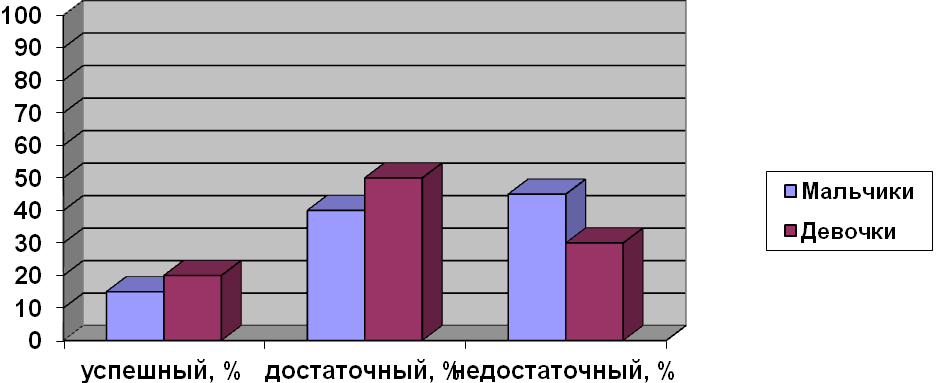 100
90
80
70
60
50
40
30
20
10
0
успешный, %
достаточный, %
недостаточный, %
Мальчики
Девочки